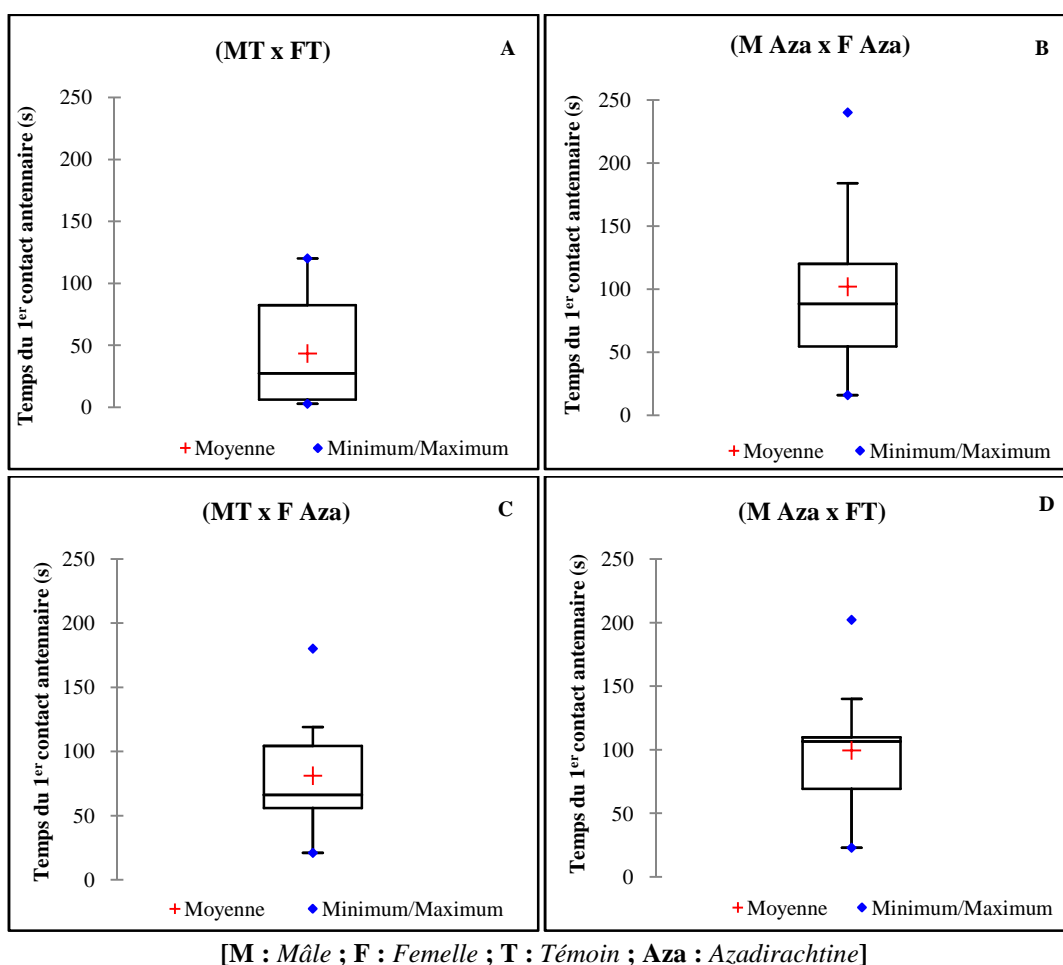 (MT x FT) A
Temps du 1er contact antennaire (s)
250
200
150
100
50
0
+ Moyenne ◆ Minimum/Maximum
(M Aza x F Aza) B
Temps du 1er contact antennaire (s)
250
200
150
100
50
0
+ Moyenne ◆ Minimum/Maximum
(MT x F Aza) C
Temps du 1er contact antennaire (s)
250
200
150
100
50
0
+ Moyenne ◆ Minimum/Maximum
(M Aza x FT) D
Temps du 1er contact antennaire (s)
250
200
150
100
50
0
+ Moyenne ◆ Minimum/Maximum
[M : Mâle ; F : Femelle ; T : Témoin ; Aza : Azadirachtine]